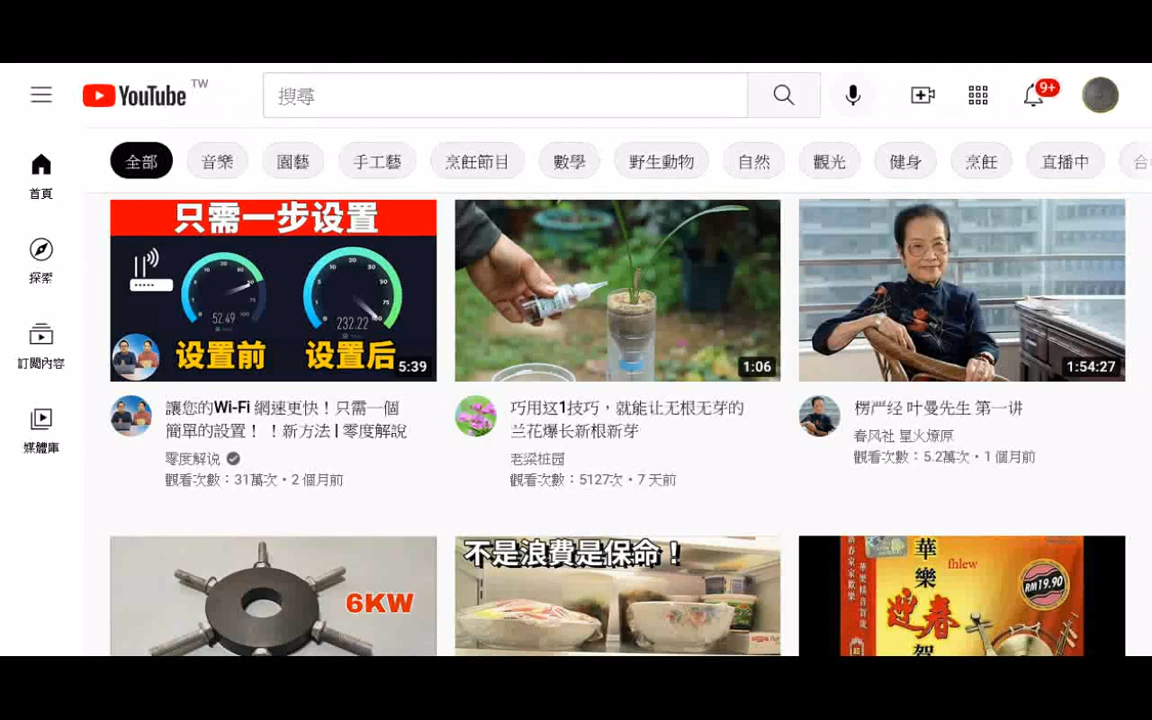 YouTube TW
搜尋
9+
全部 音樂 園藝 手工藝 烹飪節目 數學 野生動物 自然 觀光 健身 烹飪 直播中
首頁
探索
訂閱內容
媒體庫
只需一步设置
52.49
232.22
设置前 设置后
5:39
讓您的Wi-Fi 網速更快！只需一個
簡單的設置！ ！新方法 | 零度解說
零度解说
觀看次數：31萬次・2 個月前
1:06
巧用这1技巧，就能让无根无芽的
兰花爆长新根新芽
老梁桩园
觀看次數：5127次・7 天前
1:54:27
楞严经 叶曼先生 第一讲
春风社 星火燎原
觀看次數：5.2萬次・1 個月前
6KW
不是浪費是保命！
華樂
fhlew
RM19.90
迎春
賀